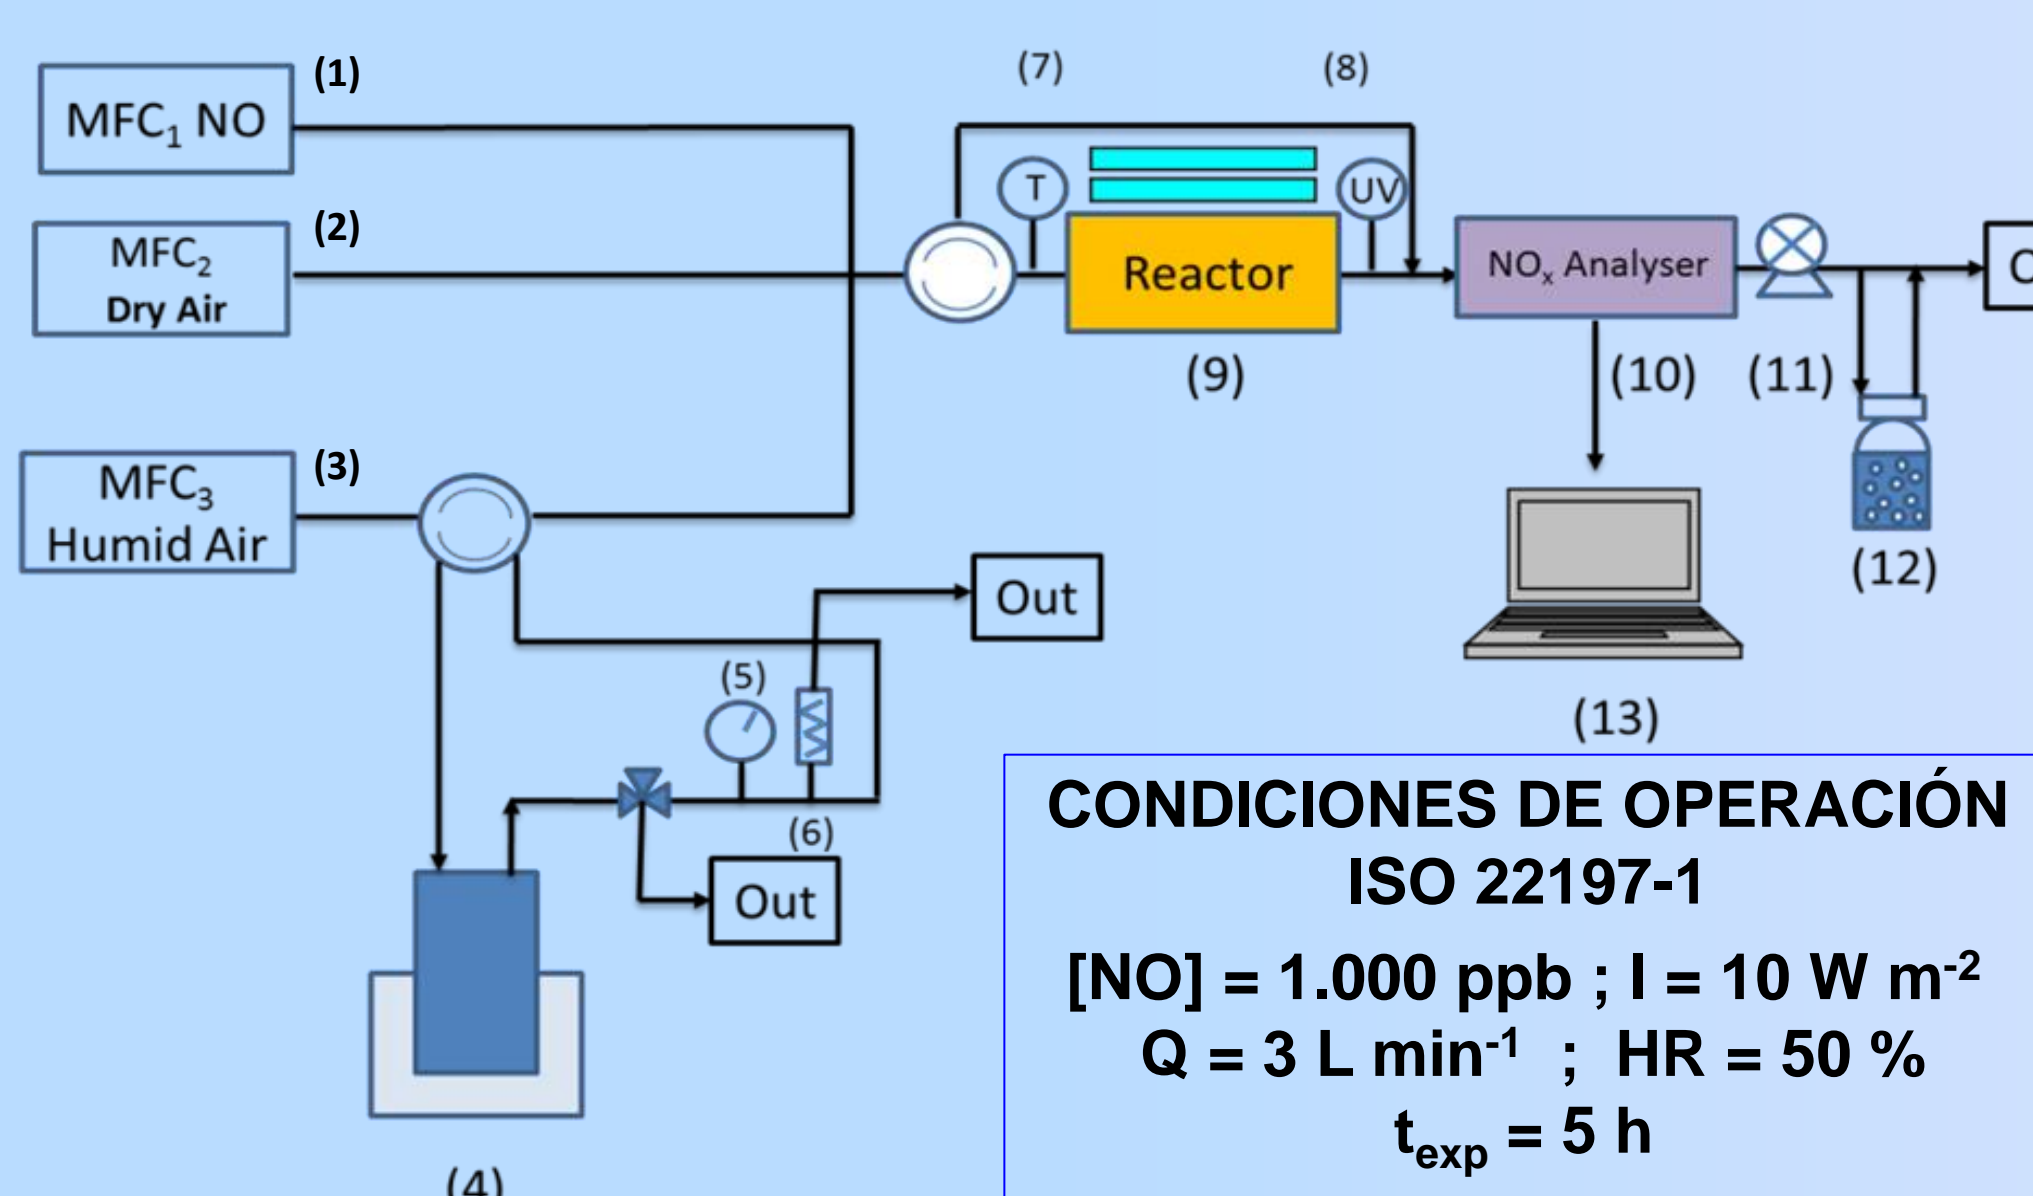 (1)
MFC₁ NO
(2)
MFC₂
Dry Air
(3)
MFC₃
Humid Air
(7)
(8)
T
UV
Reactor
(9)
NOₓ Analyser
(10)
(11)
(12)
(13)
Out
(5)
(6)
Out
(4)
CONDICIONES DE OPERACIÓN
ISO 22197-1
[NO] = 1.000 ppb ; I = 10 W m⁻²
Q = 3 L min⁻¹ ; HR = 50 %
tₑₓₚ = 5 h